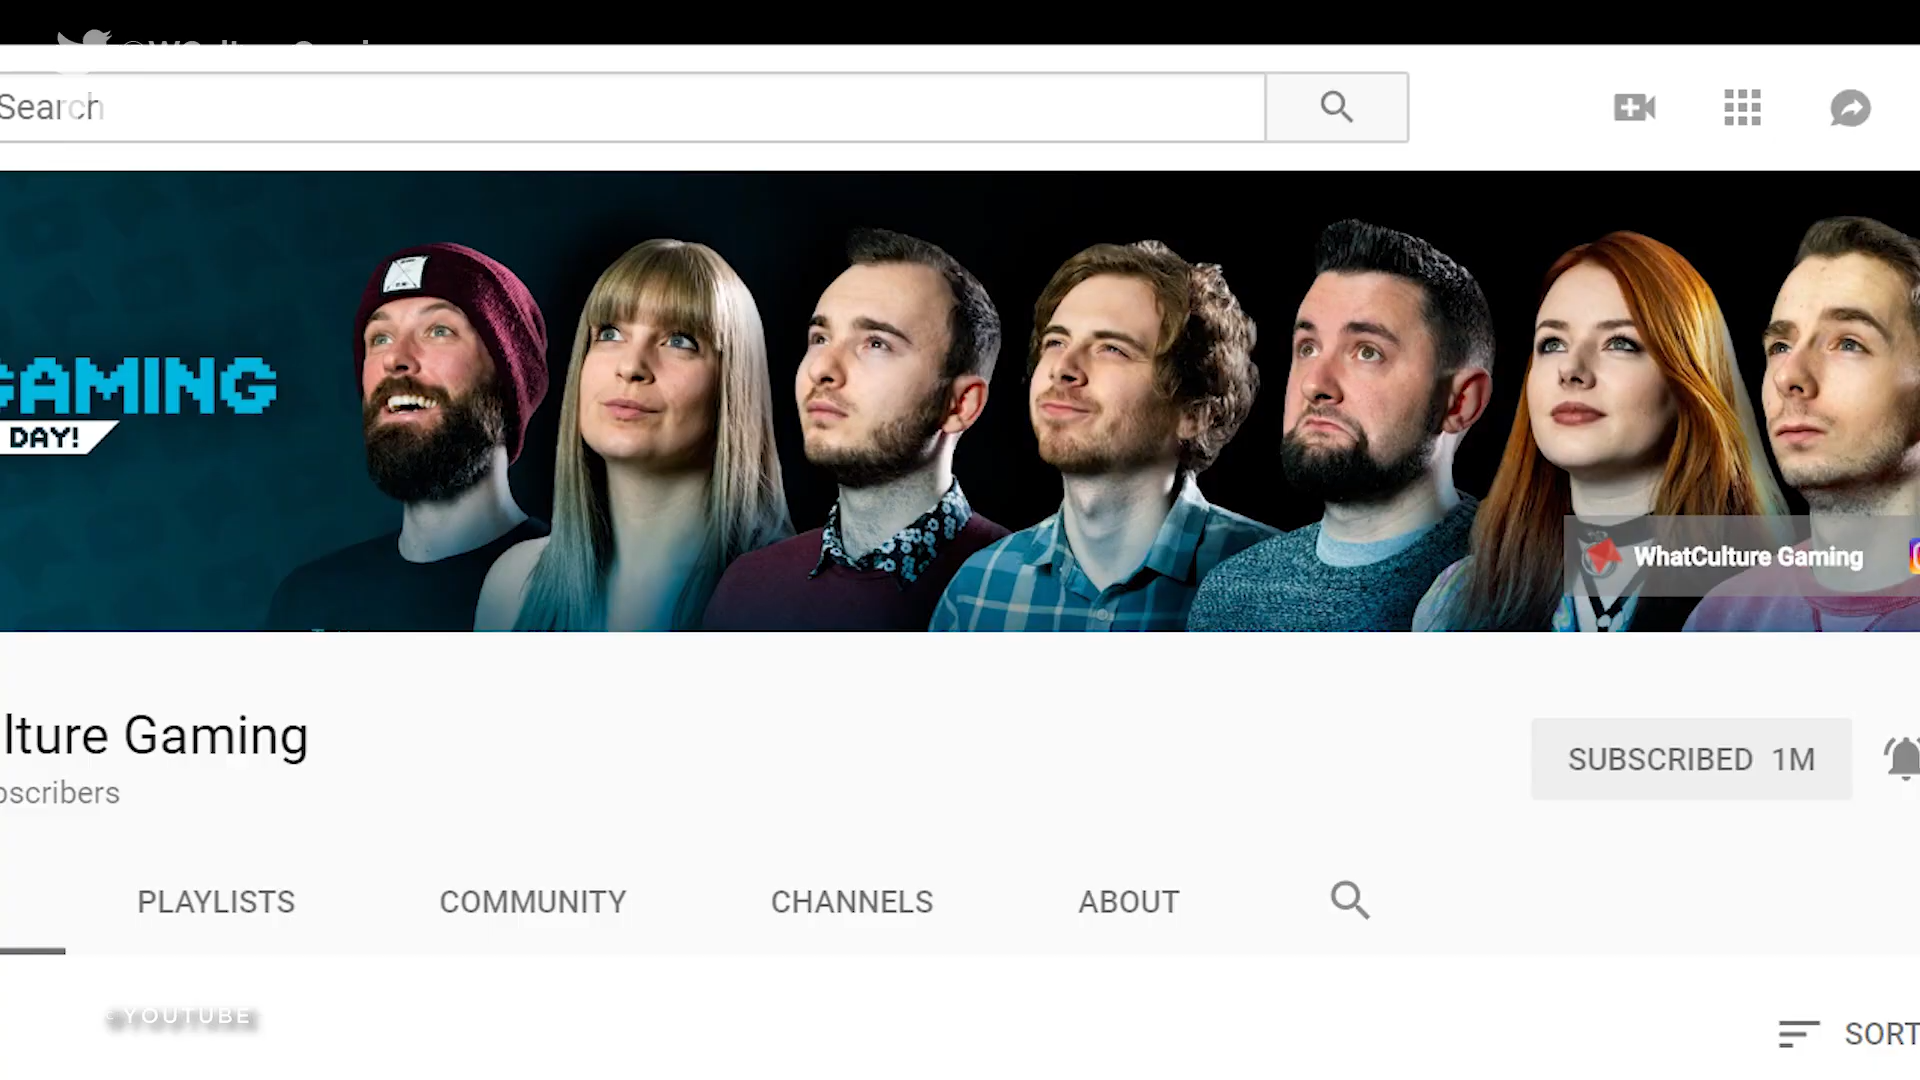 Search
GAMING
DAY!
WhatCulture Gaming
lture Gaming
SUBSCRIBED 1M
bscribers
PLAYLISTS
COMMUNITY
CHANNELS
ABOUT
© YOUTUBE
SORT